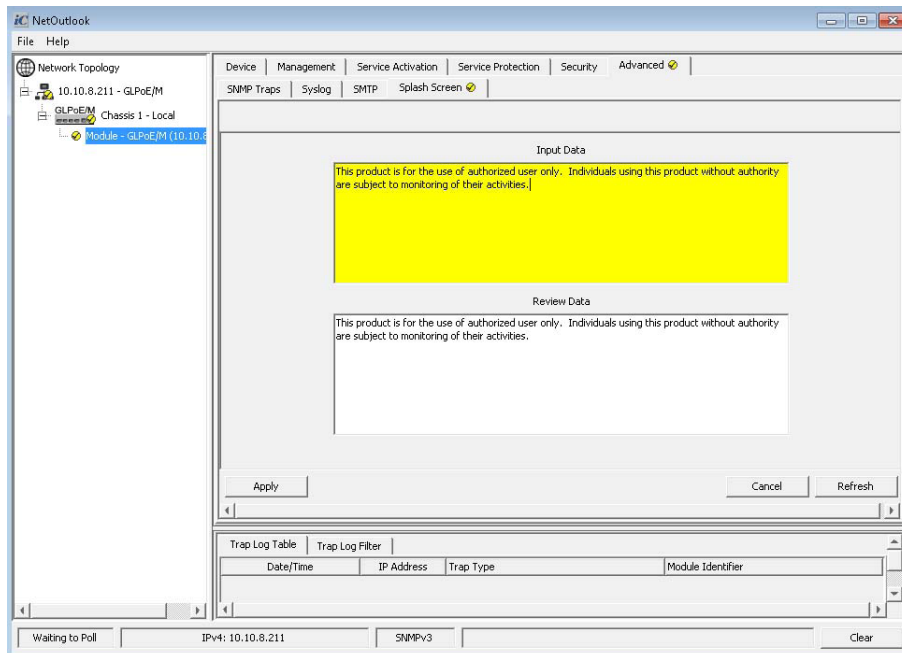 iC NetOutlook
File Help
Network Topology
10.10.8.211 - GLPoE/M
GLPoE/M Chassis 1 - Local
Module - GLPoE/M (10.10.8
Device Management Service Activation Service Protection Security Advanced
SNMP Traps Syslog SMTP Splash Screen
Input Data
This product is for the use of authorized user only. Individuals using this product without authority
are subject to monitoring of their activities.
Review Data
This product is for the use of authorized user only. Individuals using this product without authority
are subject to monitoring of their activities.
Apply Cancel Refresh
Trap Log Table Trap Log Filter
Date/Time IP Address Trap Type Module Identifier
Waiting to Poll IPv4: 10.10.8.211 SNMPv3 Clear